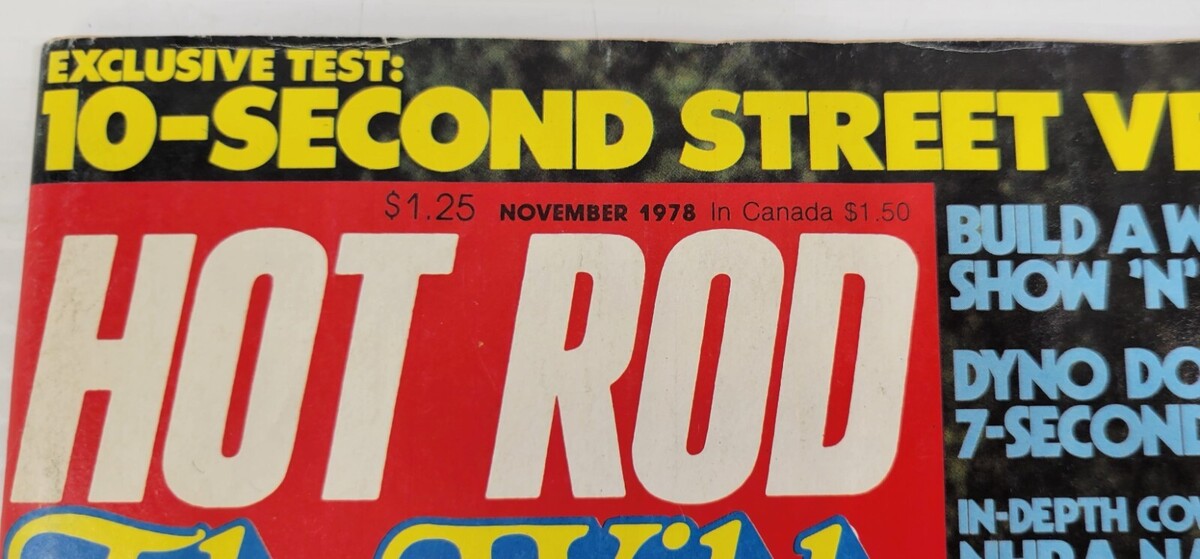 EXCLUSIVE TEST:
10-SECOND STREET
$1.25 NOVEMBER 1978 In Canada $1.50
HOT ROD
BUILD A
SHOW 'N'
DYNO
7-SECOND
IN-DEPTH